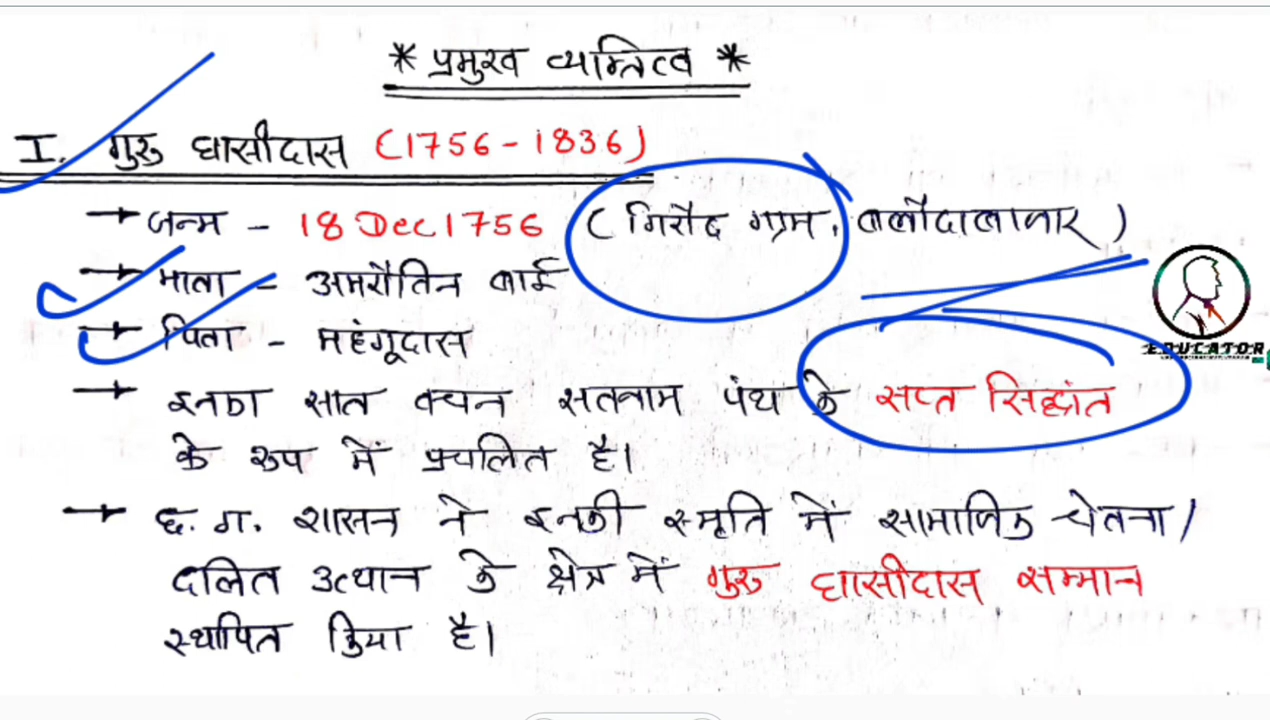 * प्रमुख व्यक्तित्व *
I. गुरु घासीदास (1756-1836)
→ जन्म - 18 Dec 1756 (गिरौद ग्राम, बलौदाबाजार)
→ माता - अमरौतिन बाई
→ पिता - महंगूदास
→ इनका सात वचन सतनाम पंथ के सप्त सिद्धांत
के रूप में प्रचलित है।
EDUCATOR
→ छ. ग. शासन ने इनकी स्मृति में सामाजिक चेतना/
दलित उत्थान के क्षेत्र में गुरु घासीदास सम्मान
स्थापित किया है।